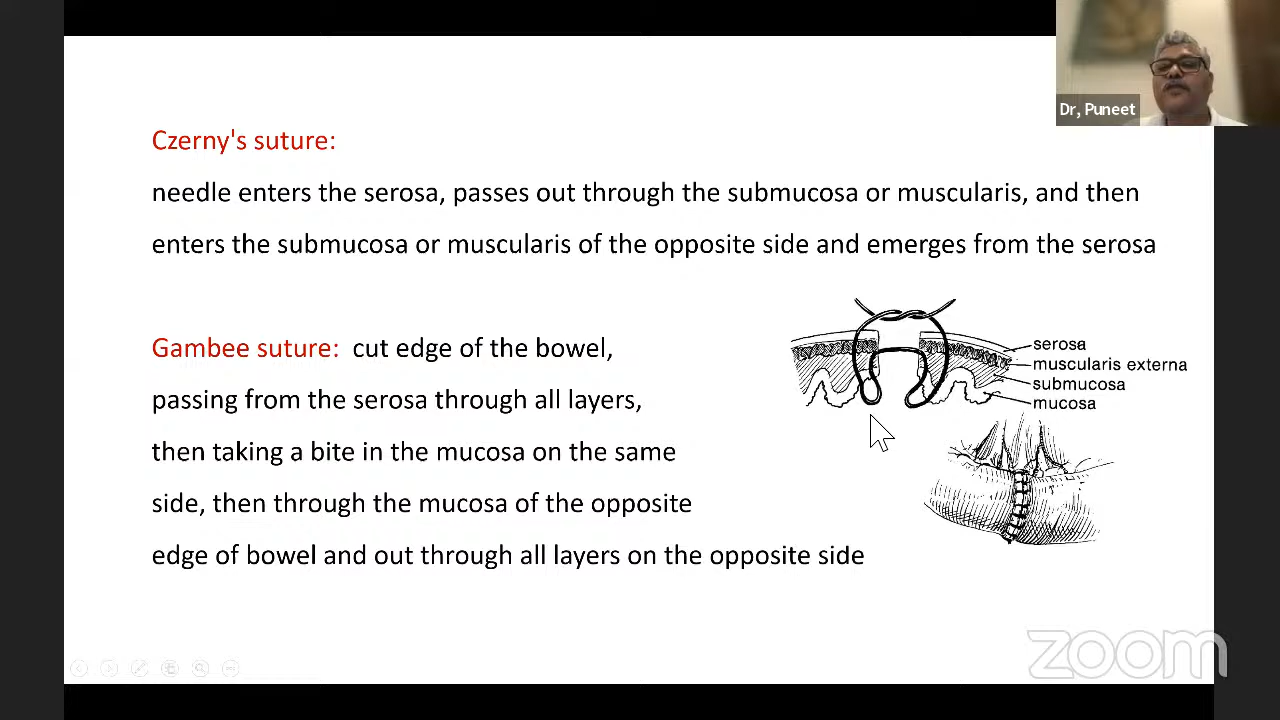 Dr, Puneet
Czerny's suture:
needle enters the serosa, passes out through the submucosa or muscularis, and then
enters the submucosa or muscularis of the opposite side and emerges from the serosa
Gambee suture: cut edge of the bowel,
passing from the serosa through all layers,
then taking a bite in the mucosa on the same
side, then through the mucosa of the opposite
edge of bowel and out through all layers on the opposite side
serosa
muscularis externa
submucosa
mucosa
zoom